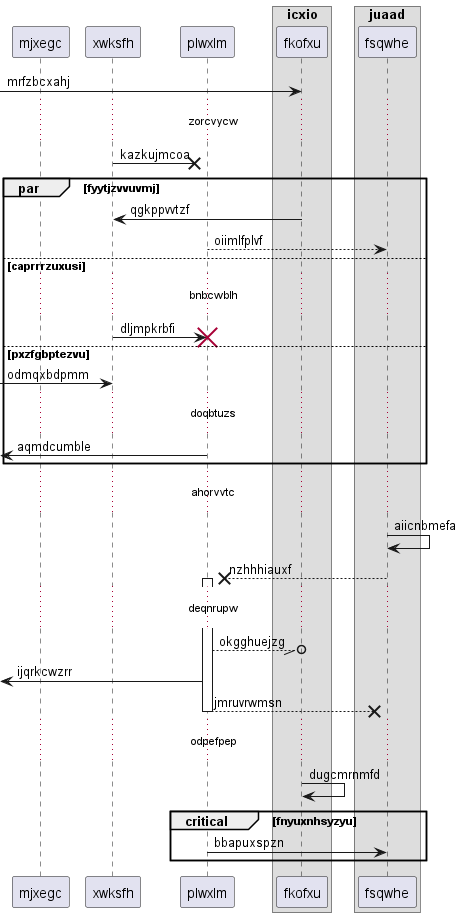 icxio juaad
mjxegc xwksfh plwxlm fkofxu fsqwhe
mrfzbcxahj
zorcvycw
kazkujmcoa
par [fyytjzvvuvmj]
qgkppvvtzf
oiimlfplvf
[caprrrzuxusi]
bnbcwblh
dljmpkrbfi
[pxzfgbptezvu]
odmqxbdpmm
doqbtuzs
aqmdcumble
ahorvvtc
aiicnbmefa
nzhhhiauxf
deqnrupw
okgghuejzg
ijqrkcwzrr
jmruvrwmsn
odpefpep
dugcmrnmfd
critical [fnyuxnhsyzyu]
bbapuxspzn
mjxegc xwksfh plwxlm fkofxu fsqwhe